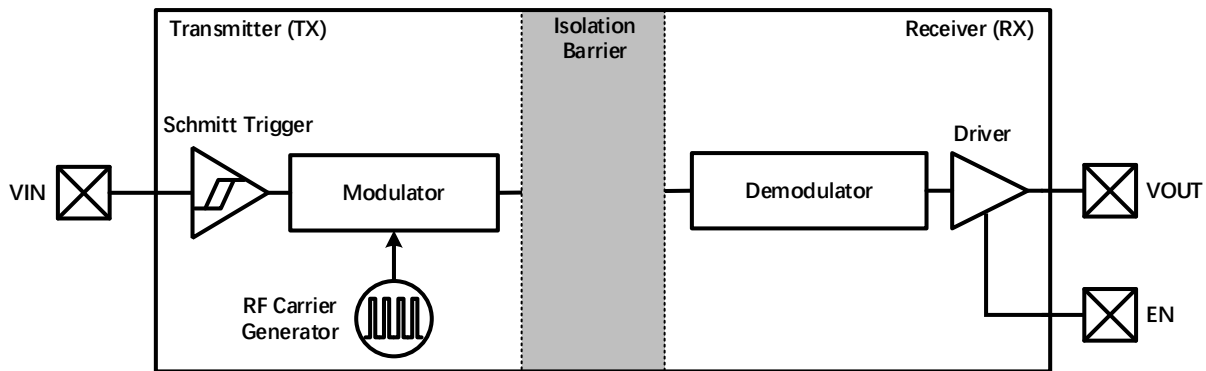 Transmitter (TX)
Isolation
Barrier
Receiver (RX)
Schmitt Trigger
Driver
VIN
Modulator
Demodulator
VOUT
RF Carrier
Generator
EN